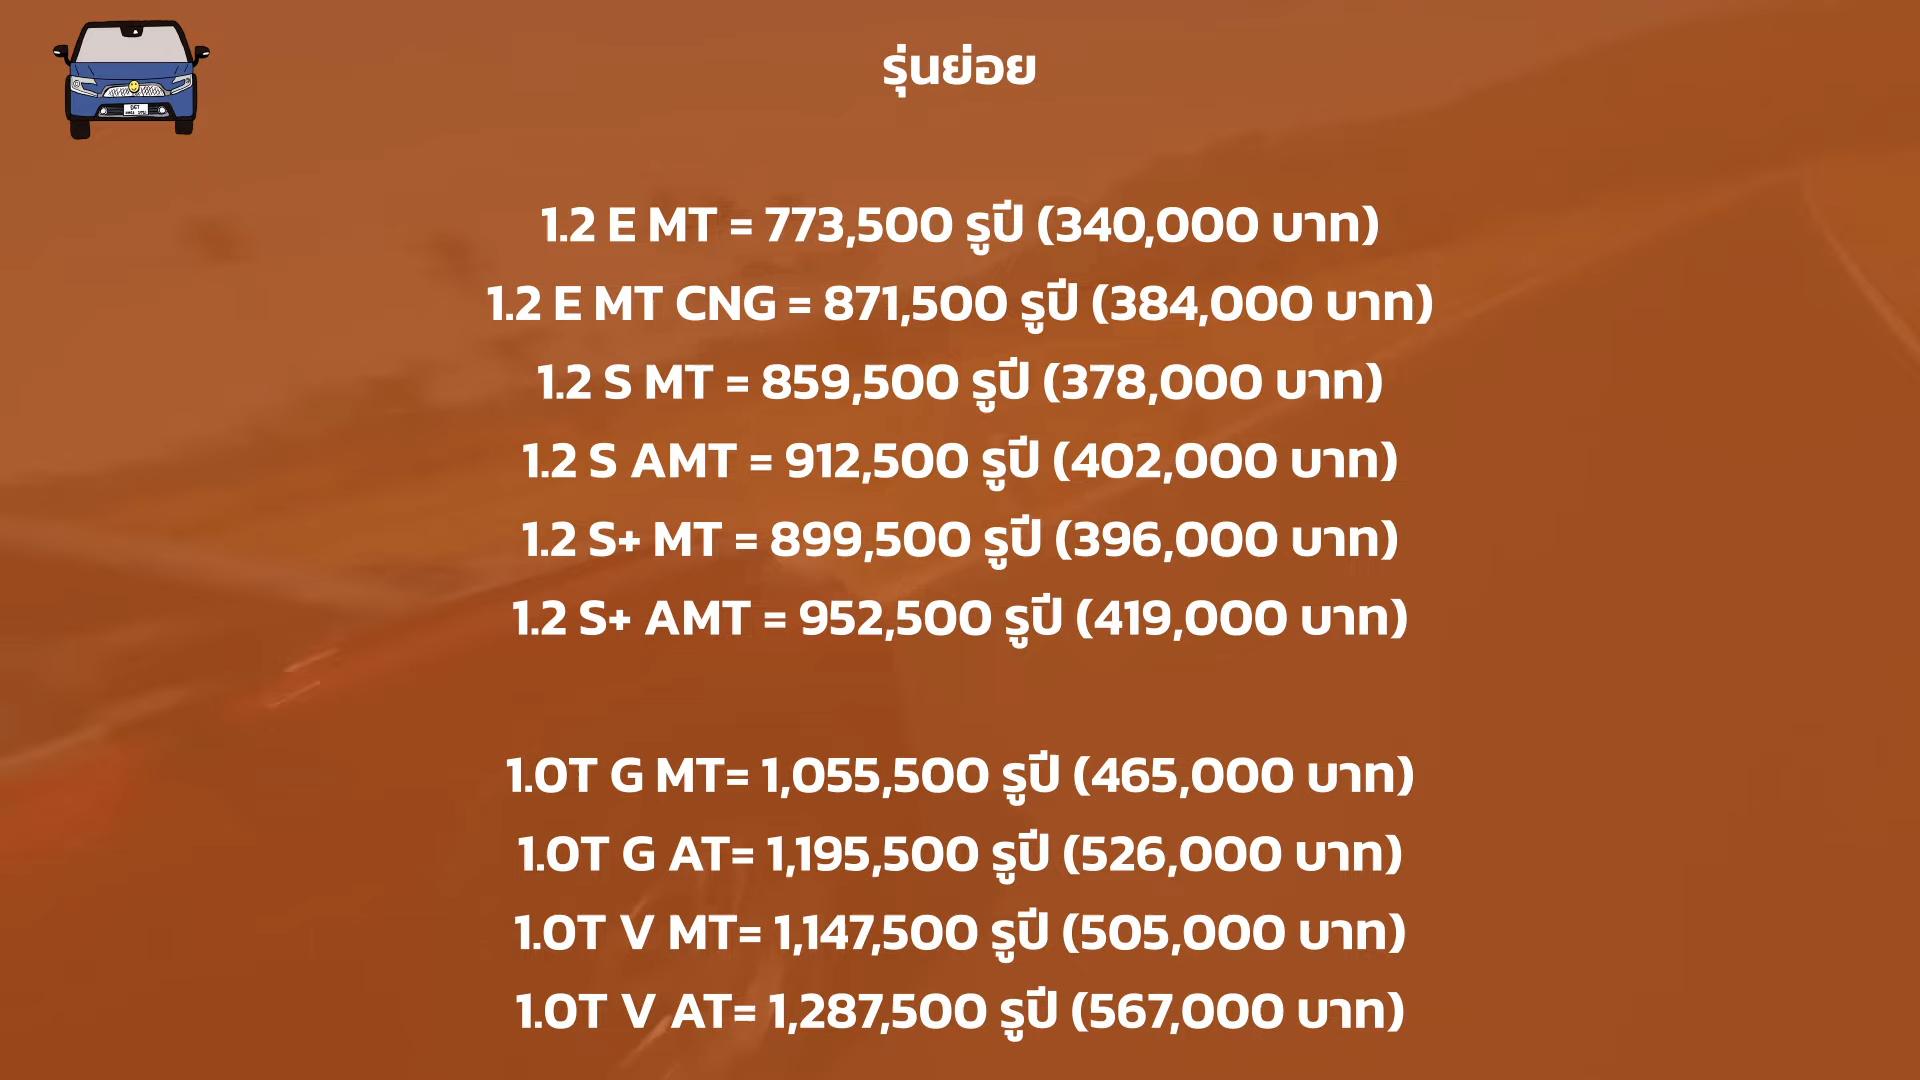 รุ่นย่อย
1.2 E MT = 773,500 รูปี (340,000 บาท)
1.2 E MT CNG = 871,500 รูปี (384,000 บาท)
1.2 S MT = 859,500 รูปี (378,000 บาท)
1.2 S AMT = 912,500 รูปี (402,000 บาท)
1.2 S+ MT = 899,500 รูปี (396,000 บาท)
1.2 S+ AMT = 952,500 รูปี (419,000 บาท)
1.0T G MT= 1,055,500 รูปี (465,000 บาท)
1.0T G AT= 1,195,500 รูปี (526,000 บาท)
1.0T V MT= 1,147,500 รูปี (505,000 บาท)
1.0T V AT= 1,287,500 รูปี (567,000 บาท)